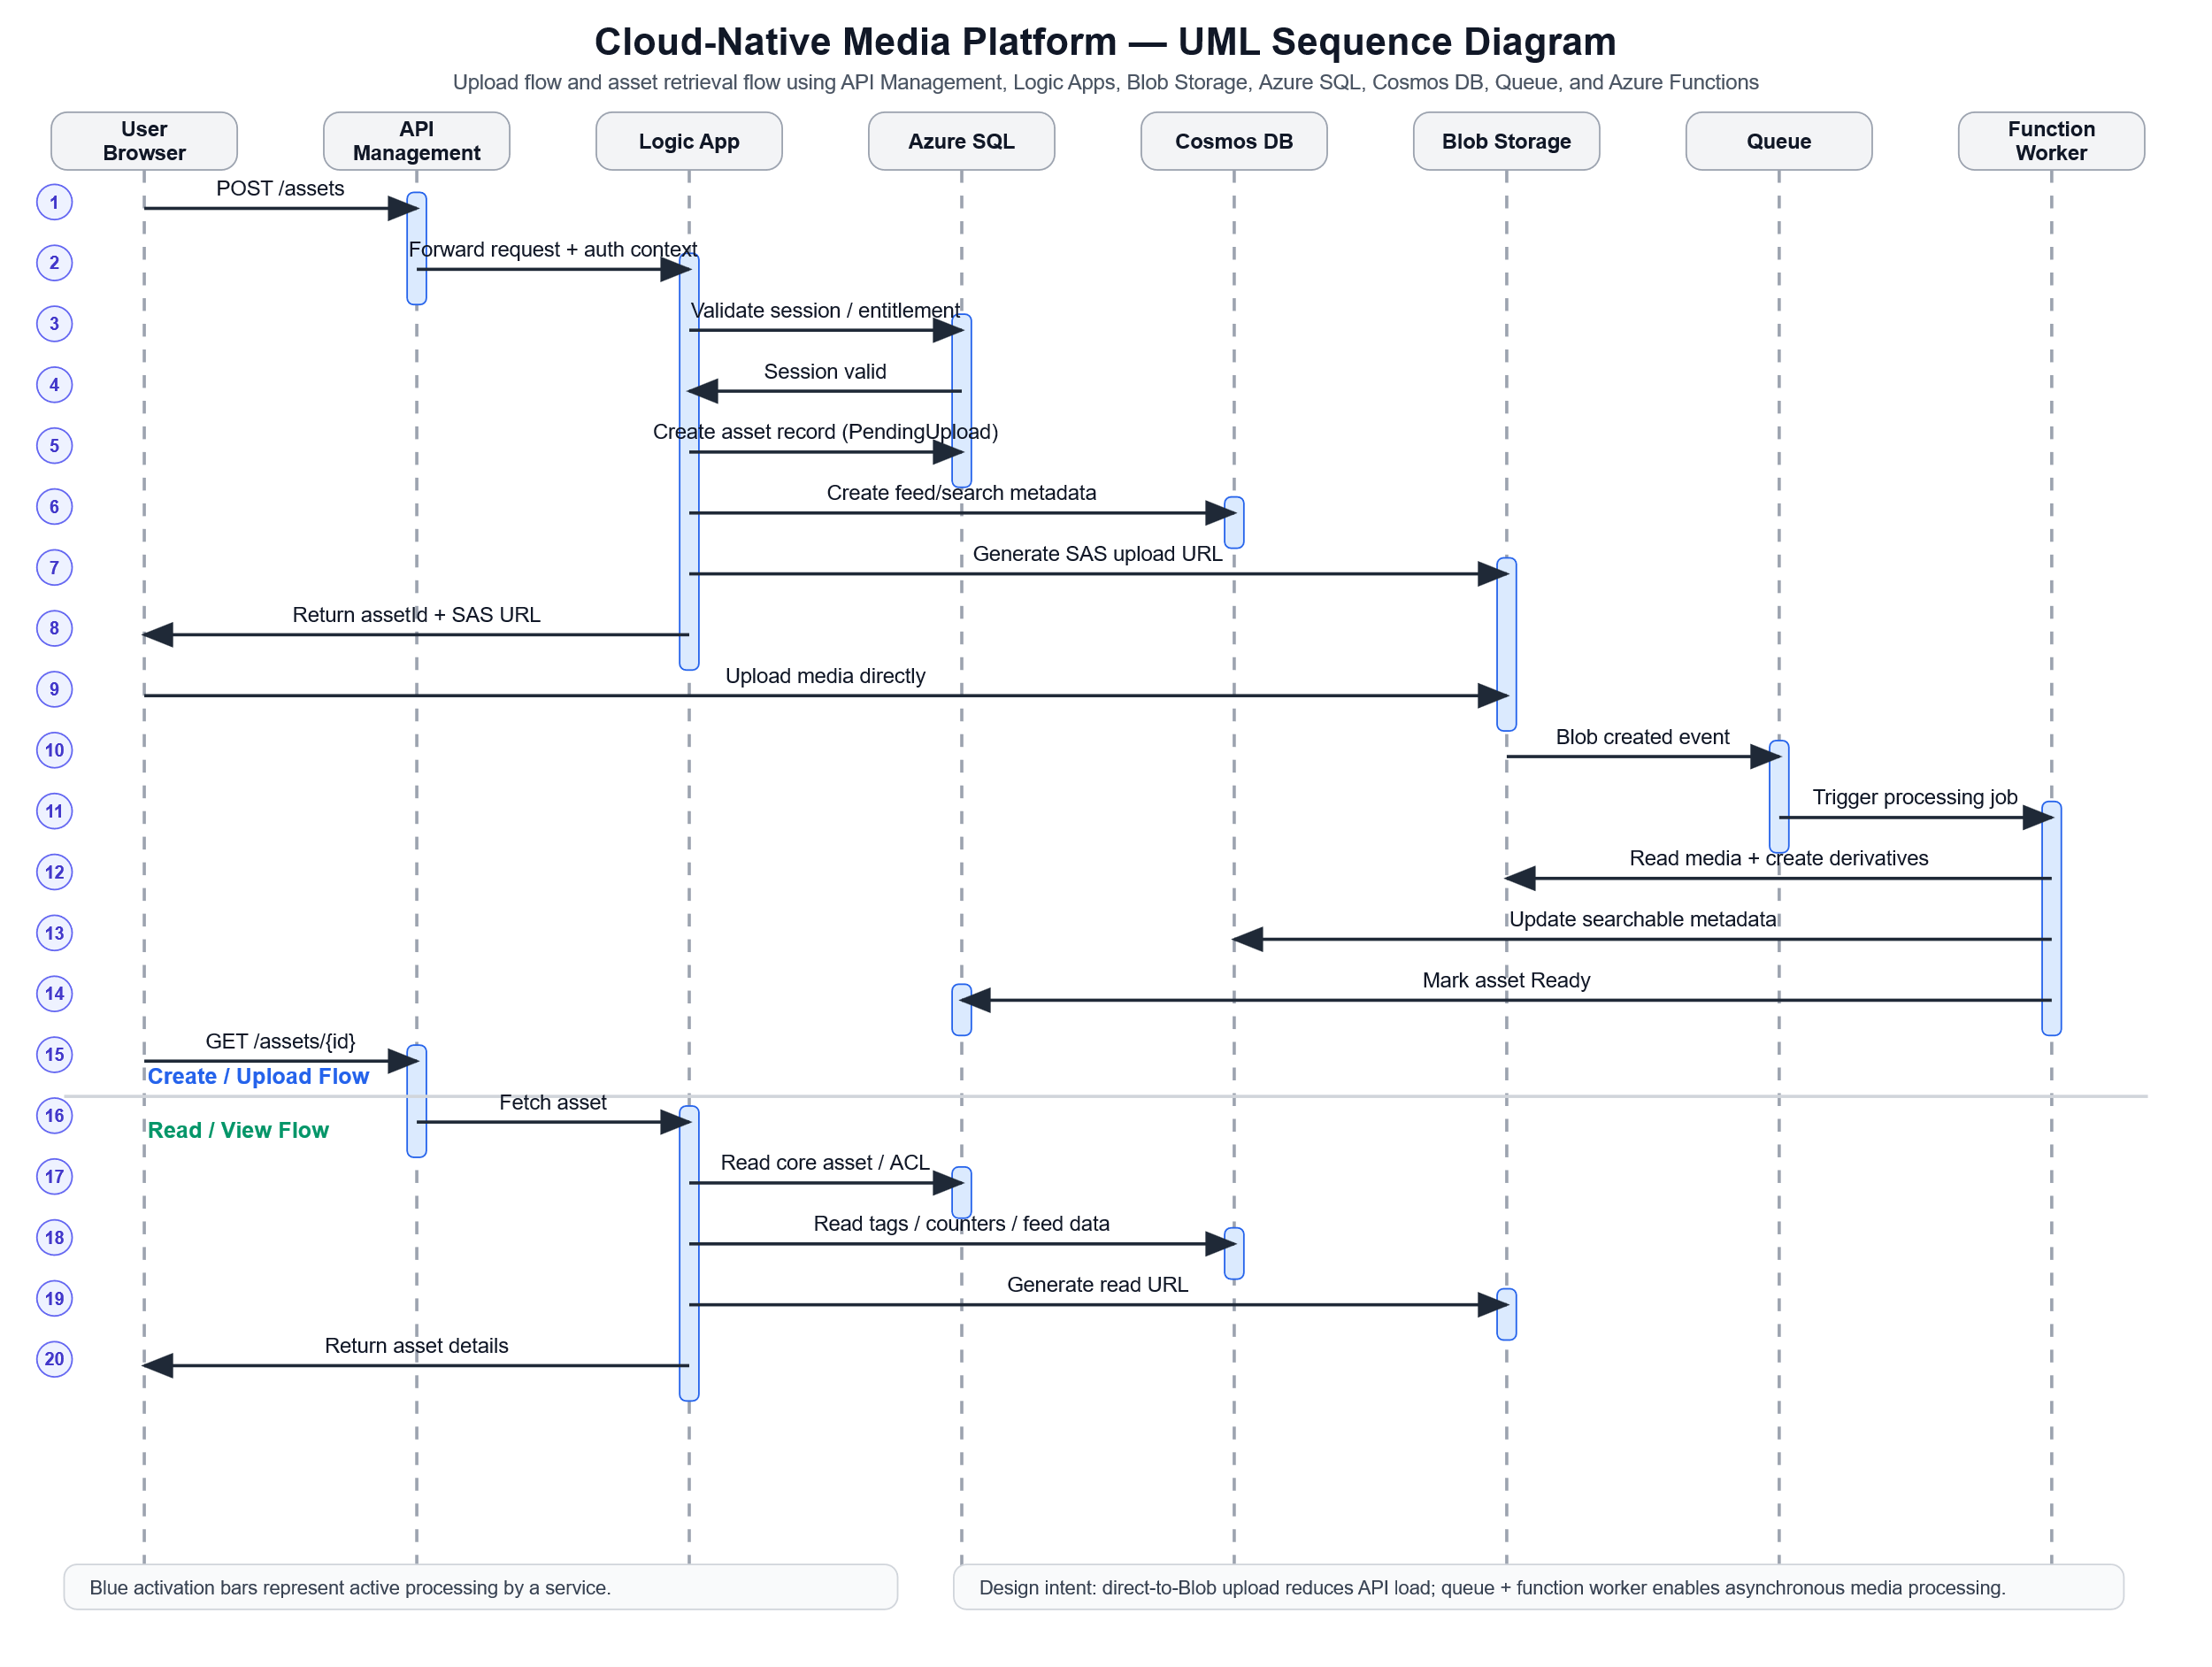 Cloud-Native Media Platform — UML Sequence Diagram
Upload flow and asset retrieval flow using API Management, Logic Apps, Blob Storage, Azure SQL, Cosmos DB, Queue, and Azure Functions
User
Browser
API
Management
Logic App
Azure SQL
Cosmos DB
Blob Storage
Queue
Function
Worker
1
POST /assets
2
Forward request + auth context
3
Validate session / entitlement
4
Session valid
5
Create asset record (PendingUpload)
6
Create feed/search metadata
7
Generate SAS upload URL
8
Return assetId + SAS URL
9
Upload media directly
10
Blob created event
11
Trigger processing job
12
Read media + create derivatives
13
Update searchable metadata
14
Mark asset Ready
15
GET /assets/{id}
Create / Upload Flow
16
Fetch asset
Read / View Flow
17
Read core asset / ACL
18
Read tags / counters / feed data
19
Generate read URL
20
Return asset details
Blue activation bars represent active processing by a service.
Design intent: direct-to-Blob upload reduces API load; queue + function worker enables asynchronous media processing.